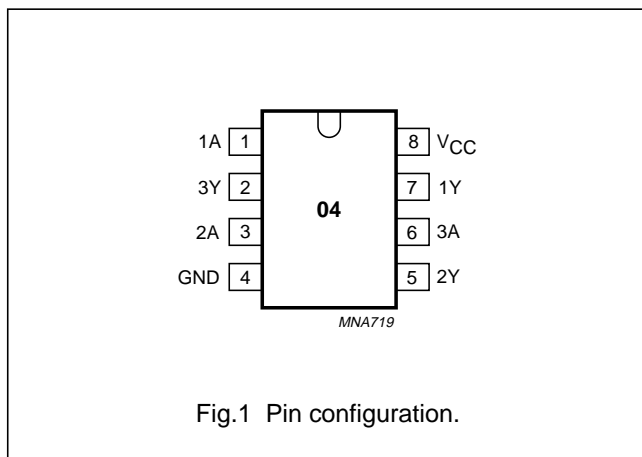 1A 1 8 VCC
3Y 2 7 1Y
04
2A 3 6 3A
GND 4 5 2Y
MNA719
Fig.1 Pin configuration.